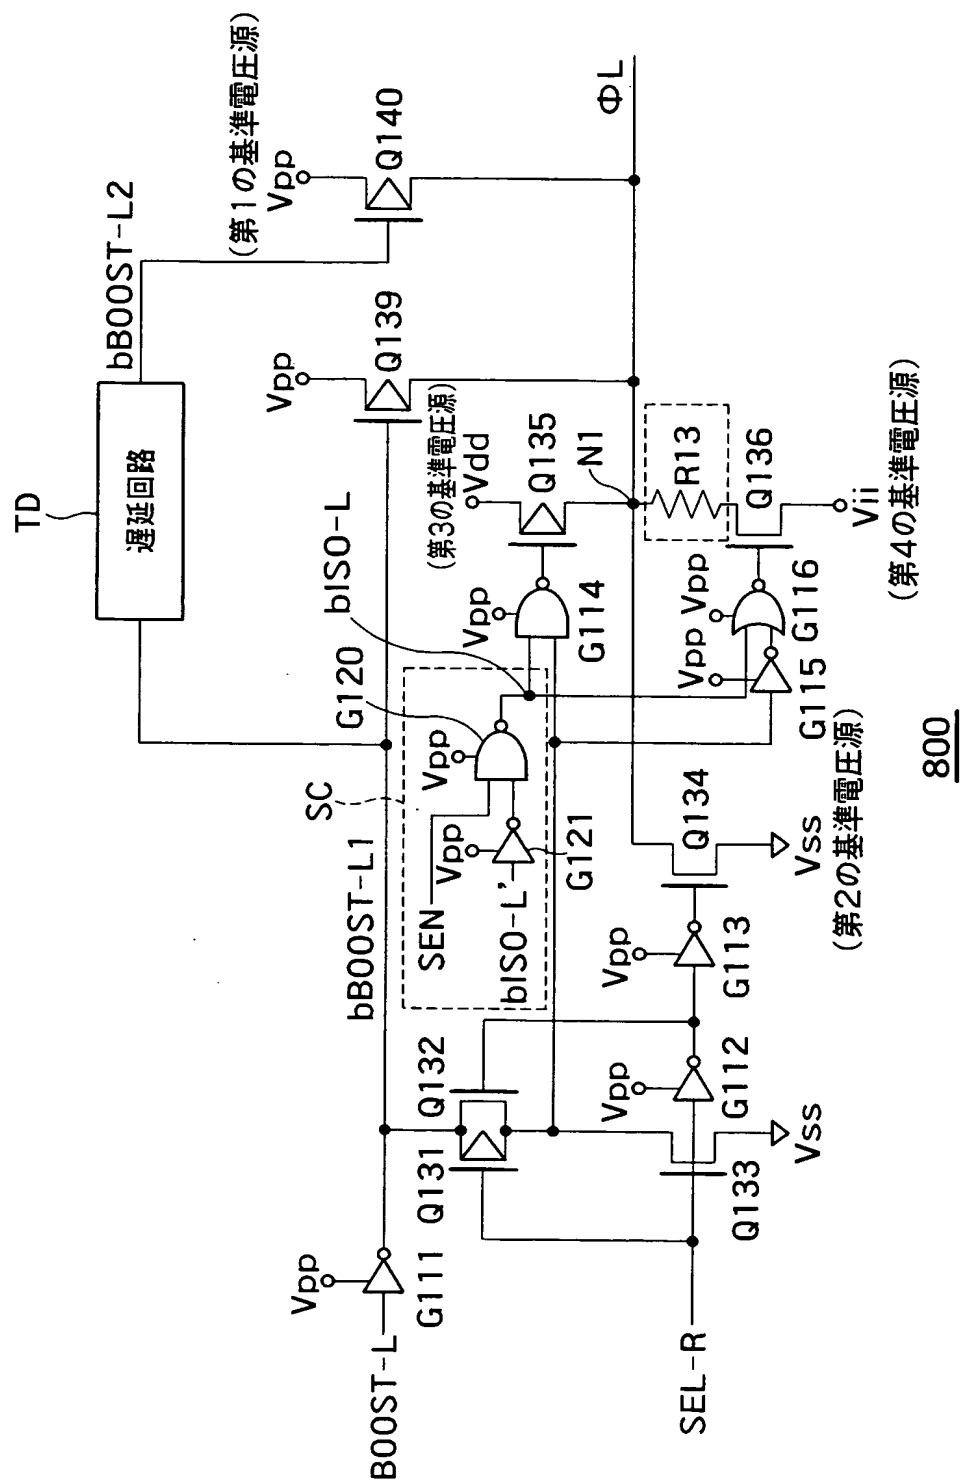 TD
遅延回路
bBOOST-L2
Vpp
(第1の基準電圧源)
Q140
Vpp
Q139
ΦL
BOOST-L
Vpp
G111
bBOOST-L1
SC
G120
bISO-L
Vdd
(第3の基準電圧源)
Q135
N1
SEN
Vpp
Vpp
bISO-L'
G121
Vpp
G114
Q131
Q132
R13
Q136
Vii
(第4の基準電圧源)
Vpp
Vpp
G115
G116
SEL-R
Q133
Vss
Vpp
G112
Vpp
G113
Q134
Vss
(第2の基準電圧源)
800